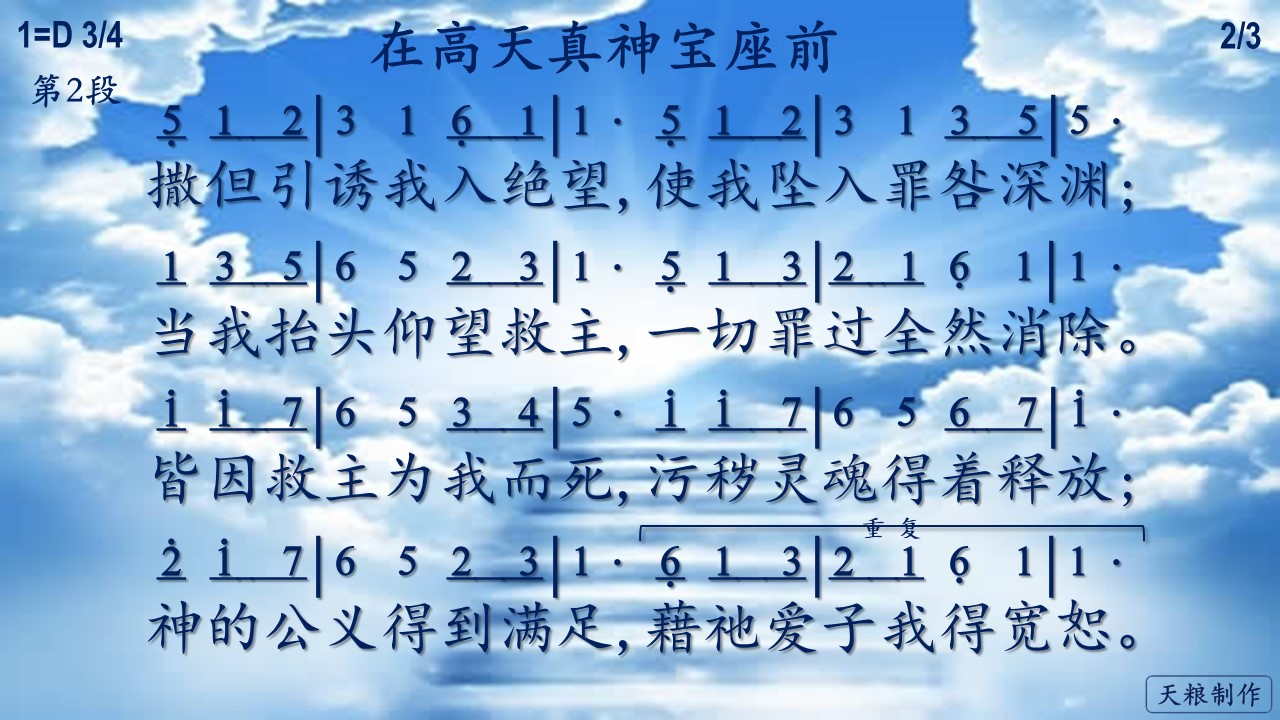 1=D 3/4
在高天真神宝座前
2/3
第2段
5̣ 1 2 | 3 1 6̣ 1 | 1 · 5̣ 1 2 | 3 1 3 5 | 5 ·
撒但引诱我入绝望, 使我坠入罪咎深渊;
1 3 5 | 6 5 2 3 | 1 · 5̣ 1 3 | 2 1 6̣ 1 | 1 ·
当我抬头仰望救主, 一切罪过全然消除。
1̇ 1̇ 7 | 6 5 3 4 | 5 · 1̇ 1̇ 7 | 6 5 6 7 | 1̇ ·
皆因救主为我而死, 污秽灵魂得着释放;
重 复
2̇ 1̇ 7 | 6 5 2 3 | 1 · 6̣ 1 3 | 2 1 6̣ 1 | 1 ·
神的公义得到满足, 藉祂爱子我得宽恕。
天粮制作